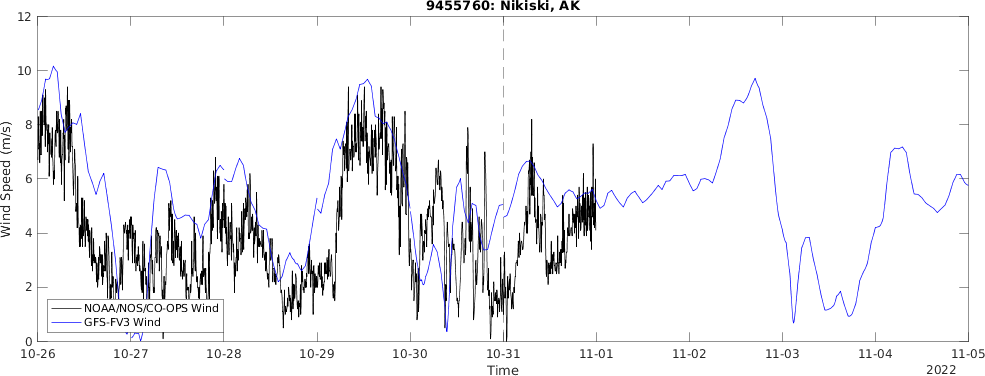 9455760: Nikiski, AK
Wind Speed (m/s)
12
10
8
6
4
2
0
NOAA/NOS/CO-OPS Wind
GFS-FV3 Wind
10-26 10-27 10-28 10-29 10-30 10-31 11-01 11-02 11-03 11-04 11-05
Time
2022